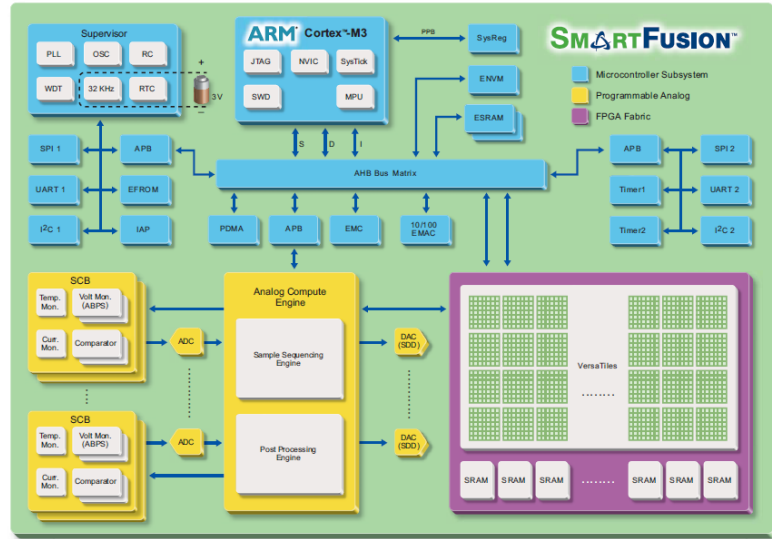 Supervisor
PLL
OSC
RC
WDT
32 KHz
RTC
+
3V
–
ARM® Cortex™-M3
JTAG
NVIC
SysTick
SWD
MPU
PPB
SysReg
ENVM
ESRAM
SMARTFUSION™
Microcontroller Subsystem
Programmable Analog
FPGA Fabric
S
D
I
SPI 1
APB
UART 1
EFROM
I²C 1
IAP
AHB Bus Matrix
PDMA
APB
EMC
10/100
EMAC
APB
SPI 2
Timer1
UART 2
Timer2
I²C 2
SCB
Temp.
Mon.
Volt Mon.
(ABPS)
Curr.
Mon.
Comparator
ADC
SCB
Temp.
Mon.
Volt Mon.
(ABPS)
Curr.
Mon.
Comparator
ADC
Analog Compute
Engine
Sample Sequencing
Engine
Post Processing
Engine
DAC
(SDD)
DAC
(SDD)
VersaTiles
........
SRAM
SRAM
SRAM
........
SRAM
SRAM
SRAM